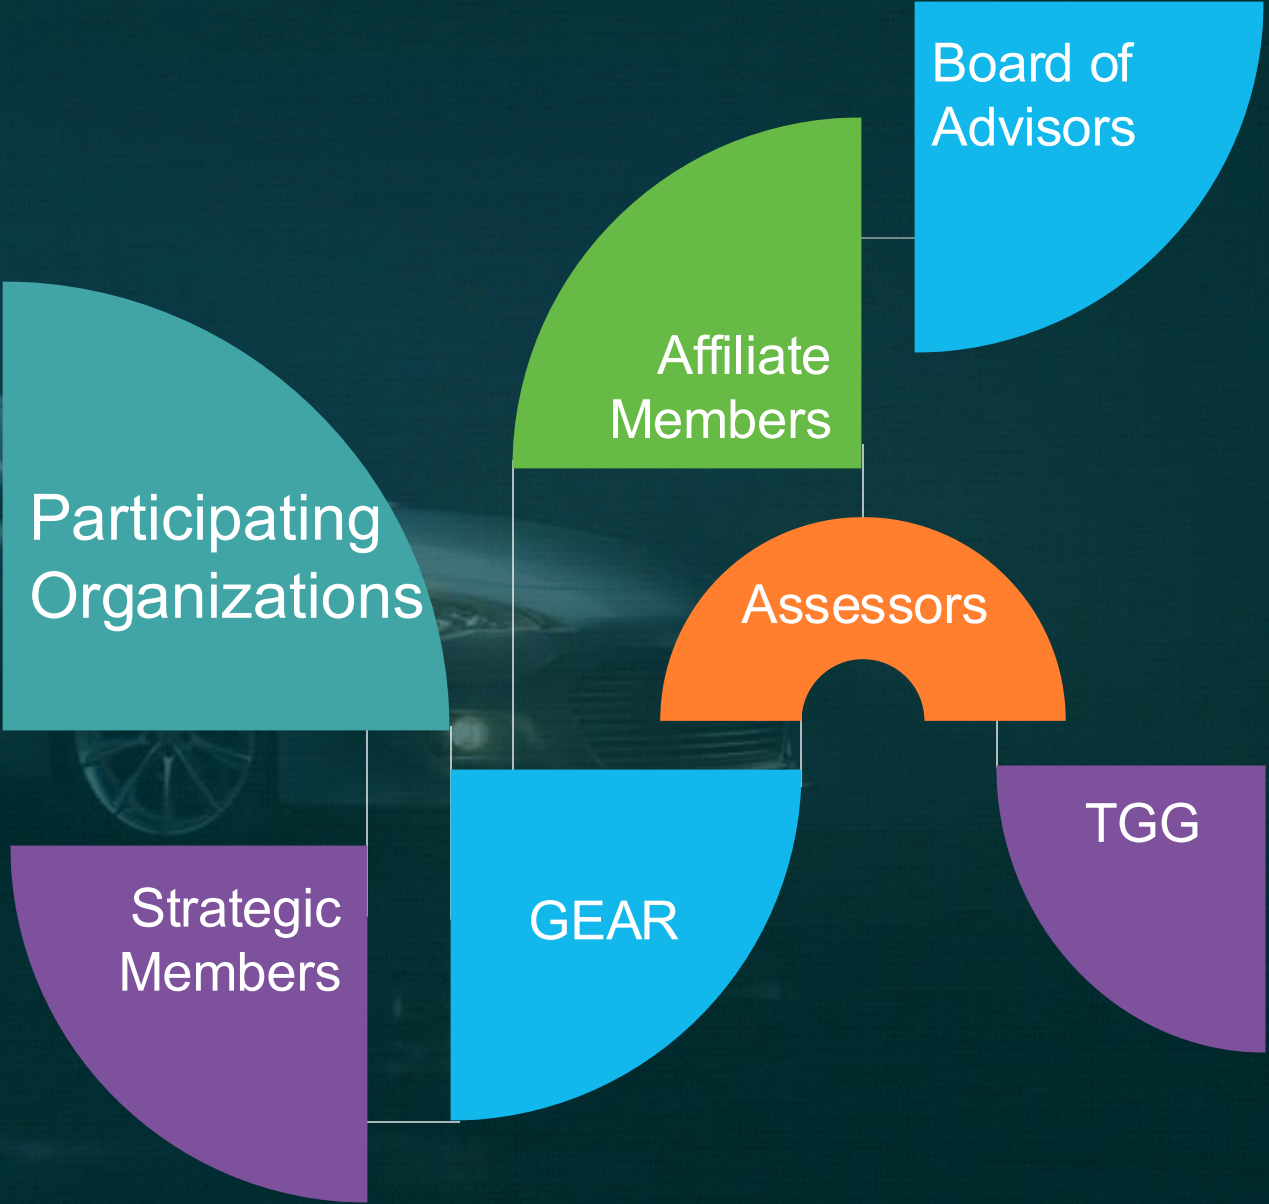 Board of
Advisors
Affiliate
Members
Participating
Organizations
Assessors
TGG
Strategic
Members
GEAR